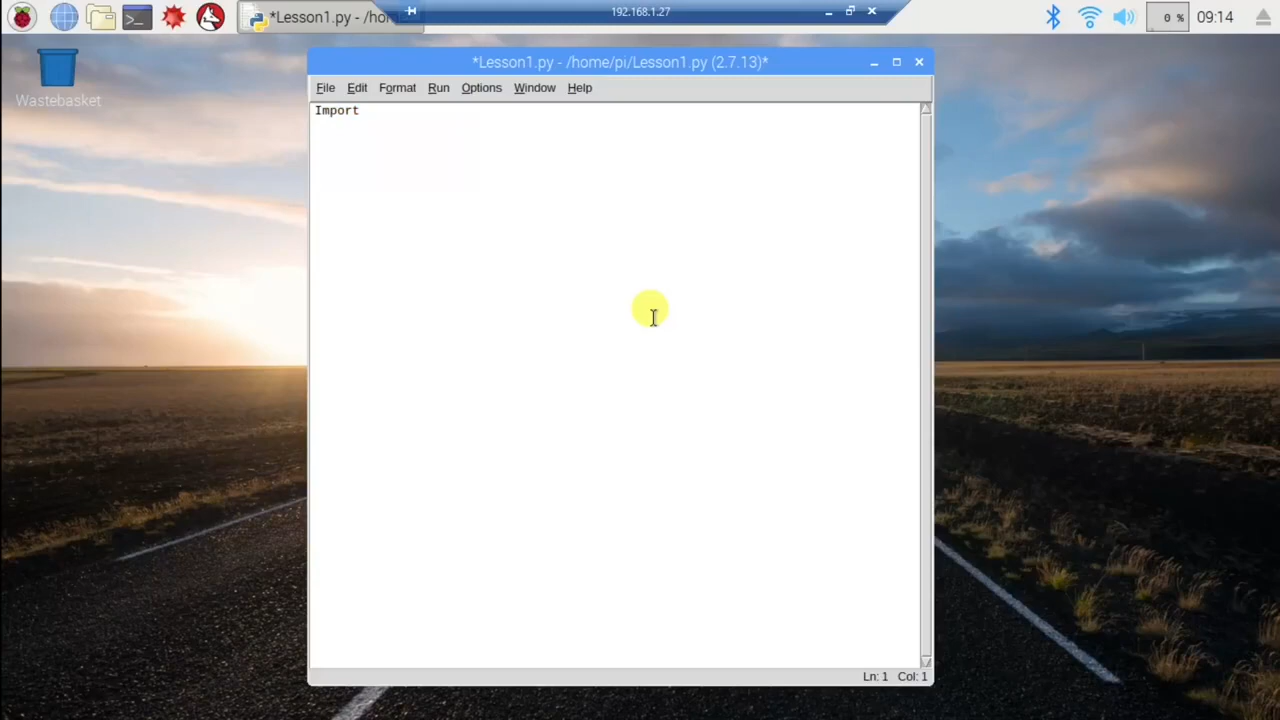 *Lesson1.py - /hom
192.168.1.27
0 %
09:14
Wastebasket
*Lesson1.py - /home/pi/Lesson1.py (2.7.13)*
File Edit Format Run Options Window Help
Import
Ln: 1 Col: 1